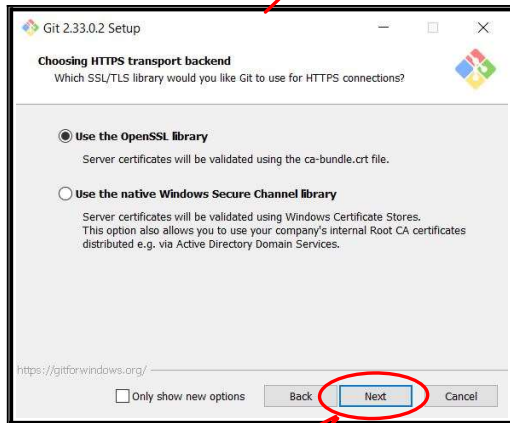 Git 2.33.0.2 Setup
Choosing HTTPS transport backend
Which SSL/TLS library would you like Git to use for HTTPS connections?
Use the OpenSSL library
Server certificates will be validated using the ca-bundle.crt file.
Use the native Windows Secure Channel library
Server certificates will be validated using Windows Certificate Stores.
This option also allows you to use your company's internal Root CA certificates
distributed e.g. via Active Directory Domain Services.
https://gitforwindows.org/
Only show new options Back Next Cancel